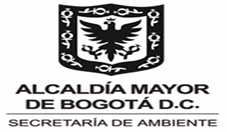 ALCALDÍA MAYOR
DE BOGOTÁ D.C.
SECRETARÍA DE AMBIENTE